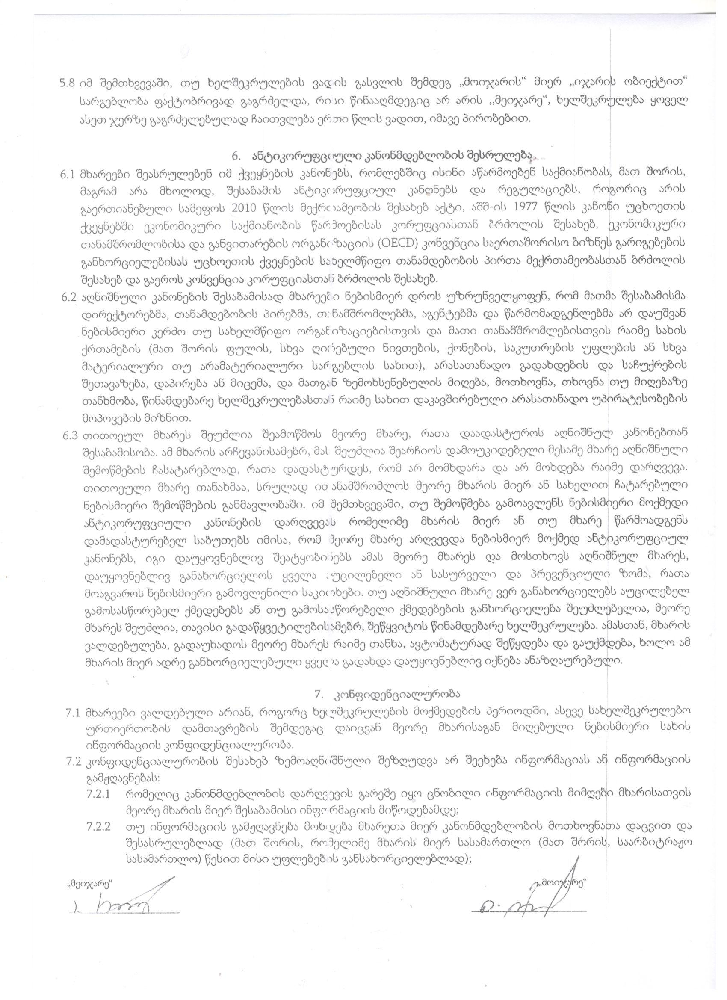 5.8 იმ შემთხვევაში, თუ ხელშეკრულების ვადის გასვლის შემდეგ „მოიჯარის“ მიერ „იჯარის ობიექტით“
სარგებლობა ფაქტობრივად გაგრძელდა, რისი წინააღმდეგიც არ არის „მეიჯარე“, ხელშეკრულება ყოველ
ასეთ ჯერზე გაგრძელებულად ჩაითვლება ერთი წლის ვადით, იმავე პირობებით.
6. ანტიკორუფციული კანონმდებლობის შესრულება
6.1 მხარეები შეასრულებენ იმ ქვეყნების კანონებს, რომლებშიც ისინი აწარმოებენ საქმიანობას, მათ შორის,
მაგრამ არა მხოლოდ, შესაბამის ანტიკორუფციულ კანონებს და რეგულაციებს, როგორიც არის
გაერთიანებული სამეფოს 2010 წლის მექრთამეობის შესახებ აქტი, აშშ-ის 1977 წლის კანონი უცხოეთის
ქვეყნებში ეკონომიკური საქმიანობის წარმოებისას კორუფციასთან ბრძოლის შესახებ, ეკონომიკური
თანამშრომლობისა და განვითარების ორგანიზაციის (OECD) კონვენცია საერთაშორისო ბიზნეს გარიგებების
განხორციელებისას უცხოეთის ქვეყნების სახელმწიფო თანამდებობის პირთა მექრთამეობასთან ბრძოლის
შესახებ და გაეროს კონვენცია კორუფციასთან ბრძოლის შესახებ.
6.2 აღნიშნული კანონების შესაბამისად მხარეები ნებისმიერ დროს უზრუნველყოფენ, რომ მათმა შესაბამისმა
დირექტორებმა, თანამდებობის პირებმა, თანამშრომლებმა, აგენტებმა და წარმომადგენლებმა არ დაუშვან
ნებისმიერი კერძო თუ სახელმწიფო ორგანიზაციებისთვის და მათი თანამშრომლებისთვის რაიმე სახის
ქრთამების (მათ შორის ფულის, სხვა ღირებული ნივთების, ქონების, საკუთრების უფლების ან სხვა
მატერიალური თუ არამატერიალური სარგებლის სახით), არასათანადო გადახდების და საჩუქრების
შეთავაზება, დაპირება ან მიცემა, და მათგან ზემოხსენებულის მიღება, მოთხოვნა, თხოვნა თუ მიღებაზე
თანხმობა, წინამდებარე ხელშეკრულებასთან რაიმე სახით დაკავშირებული არასათანადო უპირატესობების
მოპოვების მიზნით.
6.3 თითოეულ მხარეს შეუძლია შეამოწმოს მეორე მხარე, რათა დაადასტუროს აღნიშნულ კანონებთან
შესაბამისობა. ამ მხარის არჩევანისამებრ, მას შეუძლია შეარჩიოს დამოუკიდებელი მესამე მხარე აღნიშნული
შემოწმების ჩასატარებლად, რათა დადასტურდეს, რომ არ მომხდარა და არ მოხდება რაიმე დარღვევა.
თითოეული მხარე თანახმაა, სრულად ითანამშრომლოს მეორე მხარის მიერ ან სახელით ჩატარებული
ნებისმიერი შემოწმების განმავლობაში. იმ შემთხვევაში, თუ შემოწმება გამოავლენს ნებისმიერი მოქმედი
ანტიკორუფციული კანონების დარღვევას რომელიმე მხარის მიერ ან თუ მხარე წარმოადგენს
დამადასტურებელ საბუთებს იმისა, რომ მეორე მხარე არღვევდა ნებისმიერ მოქმედ ანტიკორუფციულ
კანონებს, იგი დაუყოვნებლივ შეატყობინებს ამას მეორე მხარეს და მოსთხოვს აღნიშნულ მხარეს,
დაუყოვნებლივ განახორციელოს ყველა აუცილებელი ან სასურველი და პრევენციული ზომა, რათა
მოაგვაროს ნებისმიერი გამოვლენილი საკითხები. თუ აღნიშნული მხარე ვერ განახორციელებს აუცილებელ
გამოსასწორებელ ქმედებებს ან თუ გამოსასწორებელი ქმედებების განხორციელება შეუძლებელია, მეორე
მხარეს შეუძლია, თავისი გადაწყვეტილებისამებრ, შეწყვიტოს წინამდებარე ხელშეკრულება. ამასთან, მხარის
ვალდებულება, გადაუხადოს მეორე მხარეს რაიმე თანხა, ავტომატურად შეწყდება და გაუქმდება, ხოლო ამ
მხარის მიერ ადრე განხორციელებული ყველა გადახდა დაუყოვნებლივ იქნება ანაზღაურებული.
7. კონფიდენციალურობა
7.1 მხარეები ვალდებული არიან, როგორც ხელშეკრულების მოქმედების პერიოდში, ასევე სახელშეკრულებო
ურთიერთობის დამთავრების შემდეგაც დაიცვან მეორე მხარისაგან მიღებული ნებისმიერი სახის
ინფორმაციის კონფიდენციალურობა.
7.2 კონფიდენციალურობის შესახებ ზემოაღნიშნული შეზღუდვა არ შეეხება ინფორმაციას ან ინფორმაციის
გამჟღავნებას:
7.2.1 რომელიც კანონმდებლობის დარღვევის გარეშე იყო ცნობილი ინფორმაციის მიმღები მხარისათვის
მეორე მხარის მიერ შესაბამისი ინფორმაციის მიწოდებამდე;
7.2.2 თუ ინფორმაციის გამჟღავნება მოხდება მხარეთა მიერ კანონმდებლობის მოთხოვნათა დაცვით და
შესასრულებლად (მათ შორის, რომელიმე მხარის მიერ სასამართლო (მათ შორის, საარბიტრაჟო
სასამართლო) წესით მისი უფლებების განსახორციელებლად);
„მეიჯარე“ „მოიჯარე“